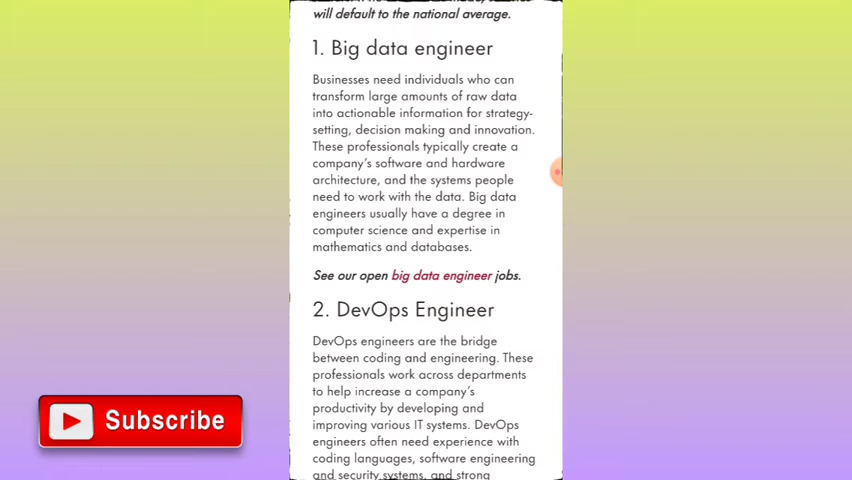 will default to the national average.
1. Big data engineer
Businesses need individuals who can
transform large amounts of raw data
into actionable information for strategy-
setting, decision making and innovation.
These professionals typically create a
company's software and hardware
architecture, and the systems people
need to work with the data. Big data
engineers usually have a degree in
computer science and expertise in
mathematics and databases.
See our open big data engineer jobs.
2. DevOps Engineer
DevOps engineers are the bridge
between coding and engineering. These
professionals work across departments
to help increase a company's
productivity by developing and
improving various IT systems. DevOps
engineers often need experience with
coding languages, software engineering
and security systems, and strong
Subscribe